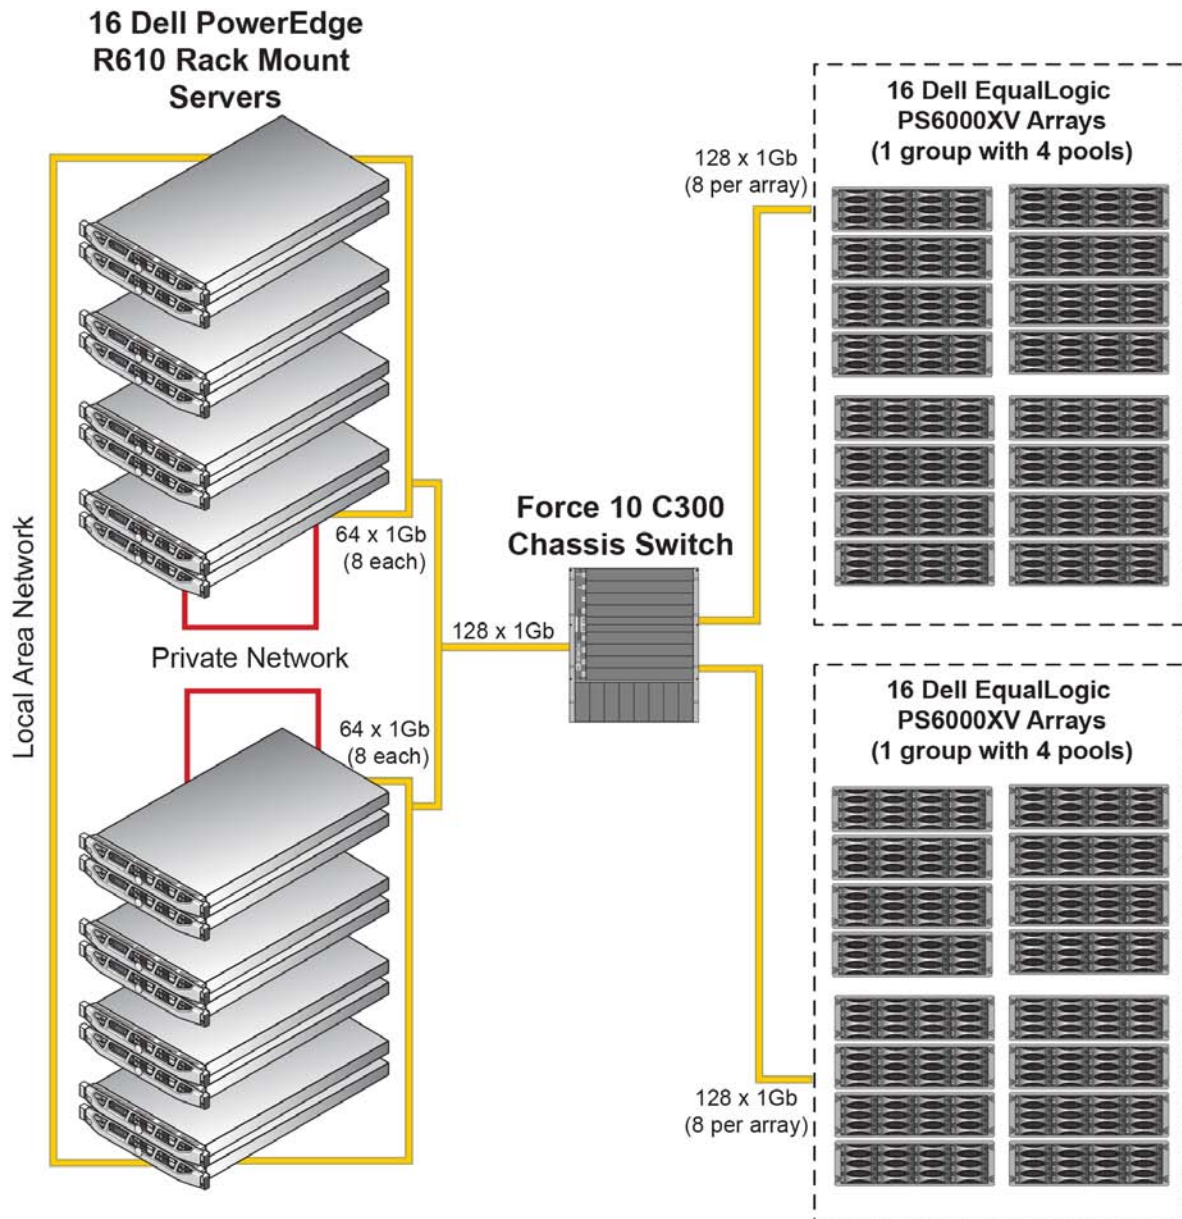 16 Dell PowerEdge
R610 Rack Mount
Servers
16 Dell EqualLogic
PS6000XV Arrays
(1 group with 4 pools)
128 x 1Gb
(8 per array)
Local Area Network
64 x 1Gb
(8 each)
Force 10 C300
Chassis Switch
128 x 1Gb
Private Network
64 x 1Gb
(8 each)
16 Dell EqualLogic
PS6000XV Arrays
(1 group with 4 pools)
128 x 1Gb
(8 per array)